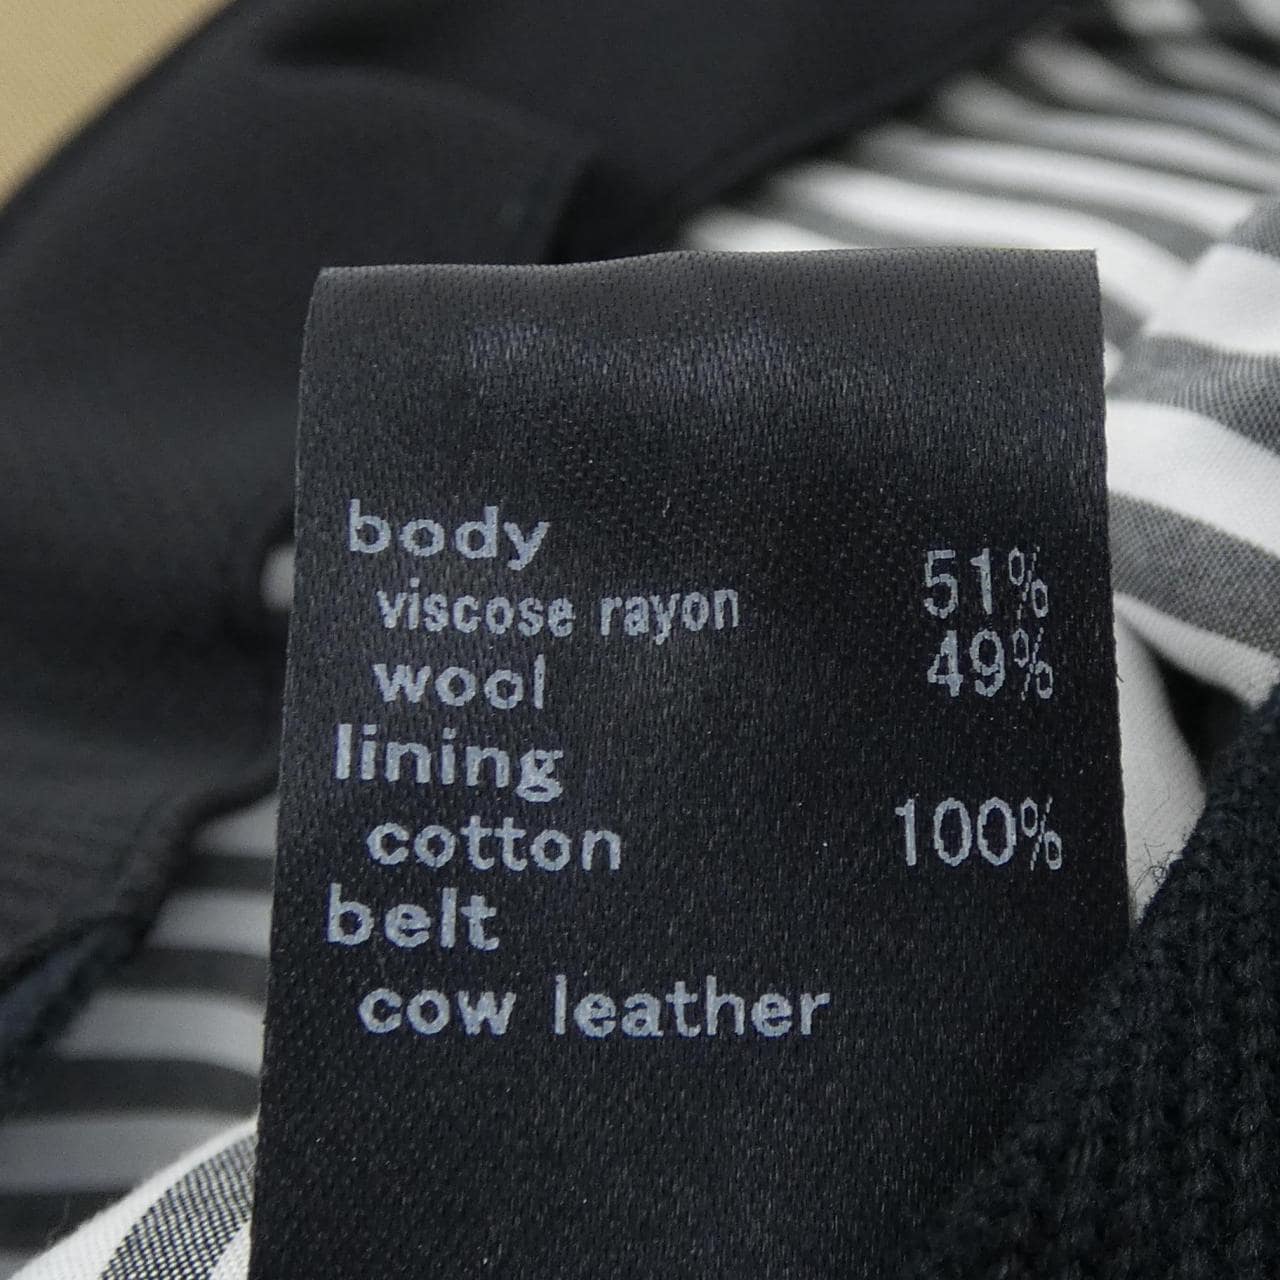 body
viscose rayon 51%
wool 49%
lining
cotton 100%
belt
cow leather